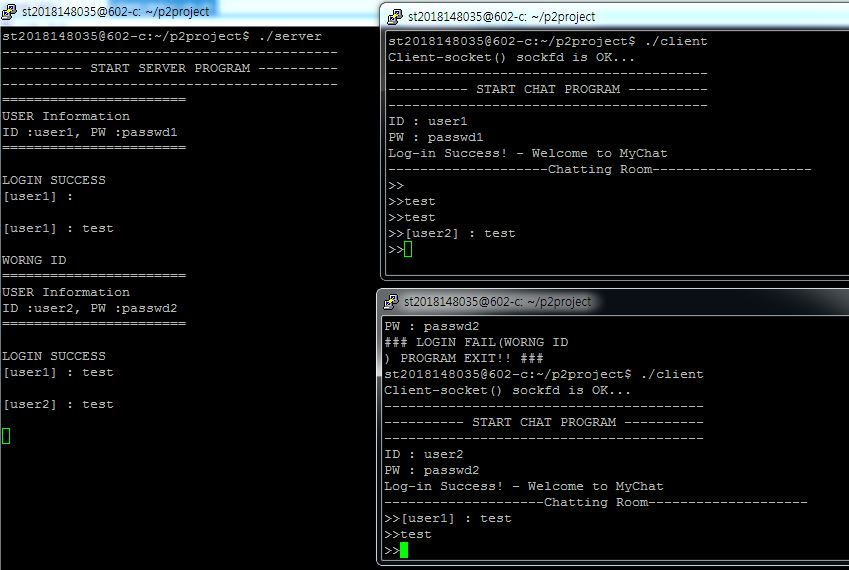 st2018148035@602-c: ~/p2project
st2018148035@602-c:~/p2project$ ./server
------------------------------------------
---------- START SERVER PROGRAM ----------
------------------------------------------
=======================
USER Information
ID :user1, PW :passwd1
=======================
LOGIN SUCCESS
[user1] :
[user1] : test
WORNG ID
=======================
USER Information
ID :user2, PW :passwd2
=======================
LOGIN SUCCESS
[user1] : test
[user2] : test
st2018148035@602-c: ~/p2project
st2018148035@602-c:~/p2project$ ./client
Client-socket() sockfd is OK...
----------------------------------------
---------- START CHAT PROGRAM ----------
----------------------------------------
ID : user1
PW : passwd1
Log-in Success! - Welcome to MyChat
--------------------Chatting Room--------------------
>>
>>test
>>test
>>[user2] : test
>>
st2018148035@602-c: ~/p2project
PW : passwd2
### LOGIN FAIL(WORNG ID
) PROGRAM EXIT!! ###
st2018148035@602-c:~/p2project$ ./client
Client-socket() sockfd is OK...
----------------------------------------
---------- START CHAT PROGRAM ----------
----------------------------------------
ID : user2
PW : passwd2
Log-in Success! - Welcome to MyChat
--------------------Chatting Room--------------------
>>[user1] : test
>>test
>>